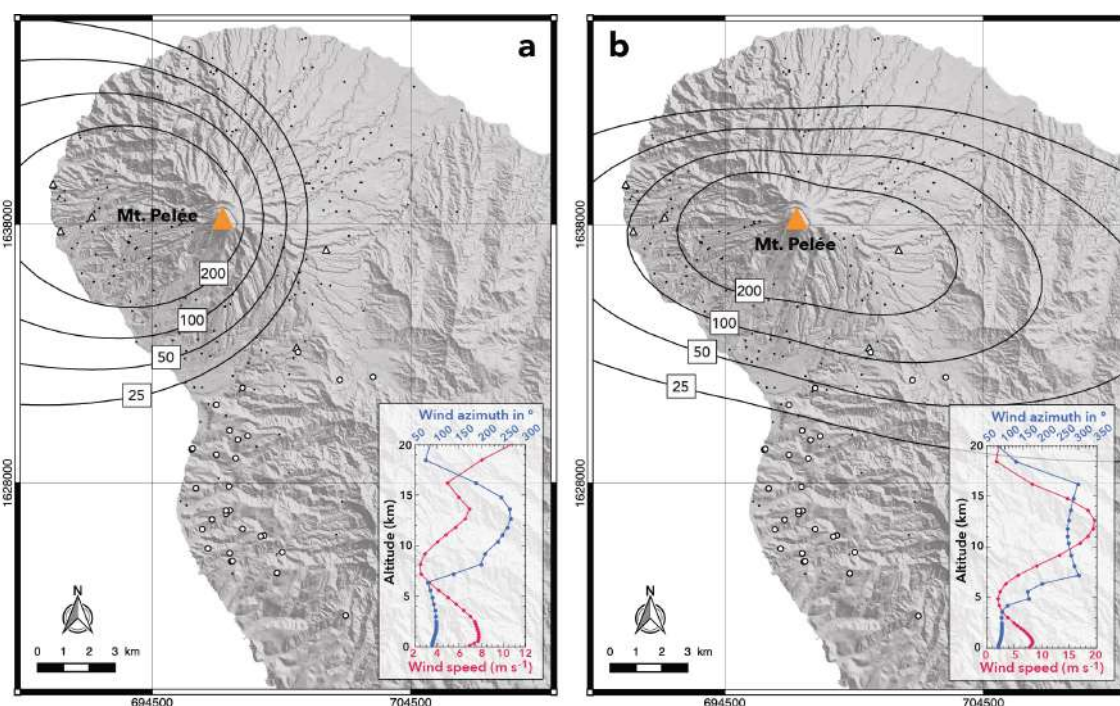 a
Mt. Pelée
200
100
50
25
1638000
1628000
694500
704500
N
0 1 2 3 km
Wind azimuth in °
50 100 150 200 250 300
20
15
10
5
0
Altitude (km)
2 4 6 8 10 12
Wind speed (m s-1)
b
Mt. Pelée
200
100
50
25
1638000
1628000
694500
704500
N
0 1 2 3 km
Wind azimuth in °
50 100 150 200 250 300 350
20
15
10
5
0
Altitude (km)
0 5 10 15 20
Wind speed (m s-1)